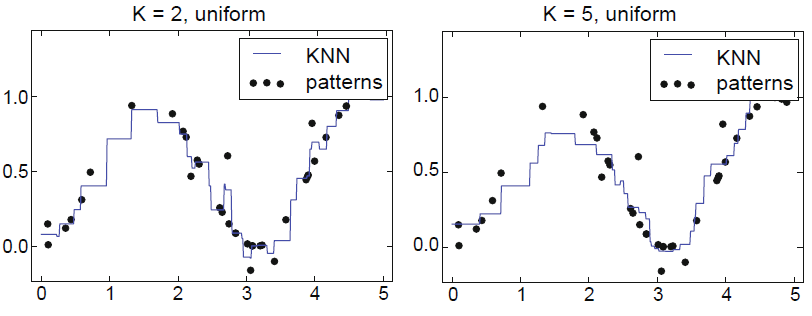 K = 2, uniform
KNN
patterns
1.0
0.5
0.0
0 1 2 3 4 5
K = 5, uniform
KNN
patterns
1.0
0.5
0.0
0 1 2 3 4 5